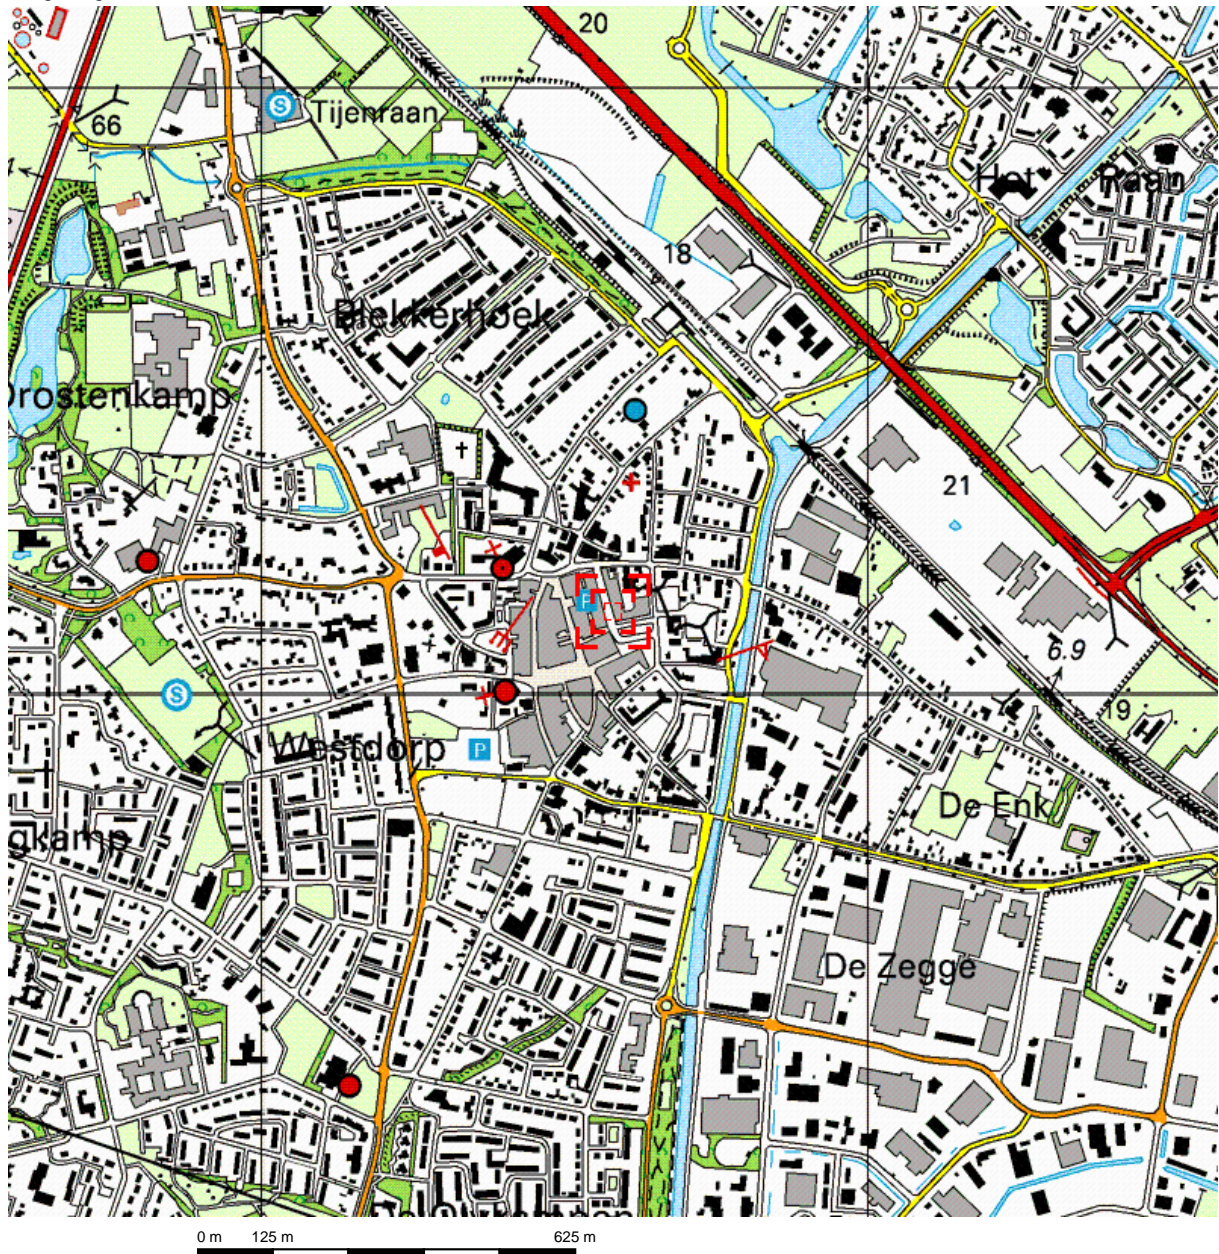 20
S
Tijenraan
66
Het Raan
18
Blekkerhoek
Drostenkamp
21
P
6.9
19
S
Westdorp
P
De Enk
gkamp
De Zegge
0 m 125 m 625 m